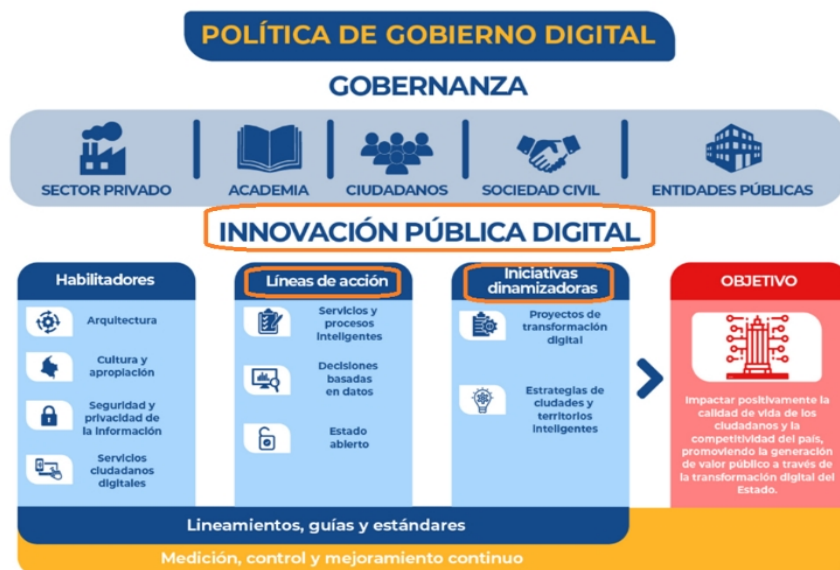 POLÍTICA DE GOBIERNO DIGITAL
GOBERNANZA
SECTOR PRIVADO
ACADEMIA
CIUDADANOS
SOCIEDAD CIVIL
ENTIDADES PÚBLICAS
INNOVACIÓN PÚBLICA DIGITAL
Habilitadores
Arquitectura
Cultura y
apropiación
Seguridad y
privacidad de
la información
Servicios
ciudadanos
digitales
Líneas de acción
Servicios y
procesos
inteligentes
Decisiones
basadas
en datos
Estado
abierto
Iniciativas
dinamizadoras
Proyectos de
transformación
digital
Estrategias de
ciudades y
territorios
inteligentes
OBJETIVO
Impactar positivamente la
calidad de vida de los
ciudadanos y la
competitividad del país,
promoviendo la generación
de valor público a través de
la transformación digital del
Estado.
Lineamientos, guías y estándares
Medición, control y mejoramiento continuo